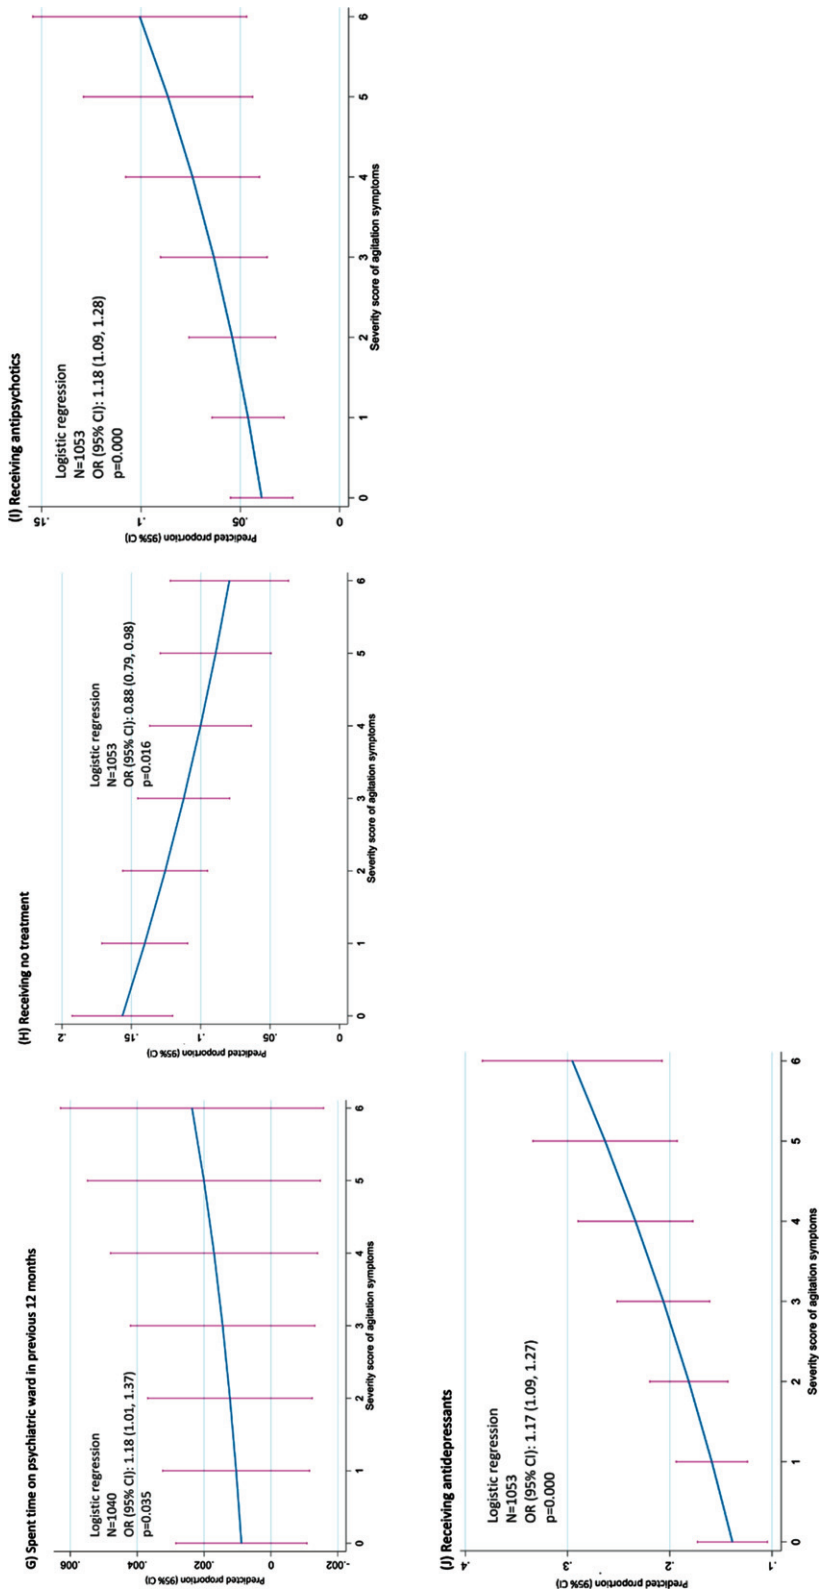 G) Spent time on psychiatric ward in previous 12 months
Logistic regression
N=1040
OR (95% CI): 1.18 (1.01, 1.37)
p=0.035
Predicted proportion (95% CI)
.006
.004
.002
0
-.002
0 1 2 3 4 5 6
Severity score of agitation symptoms
(H) Receiving no treatment
Logistic regression
N=1053
OR (95% CI): 0.88 (0.79, 0.98)
p=0.016
Predicted proportion (95% CI)
.2
.15
.1
.05
0
0 1 2 3 4 5 6
Severity score of agitation symptoms
(I) Receiving antipsychotics
Logistic regression
N=1053
OR (95% CI): 1.18 (1.09, 1.28)
p=0.000
Predicted proportion (95% CI)
.15
.1
.05
0
0 1 2 3 4 5 6
Severity score of agitation symptoms
(J) Receiving antidepressants
Logistic regression
N=1053
OR (95% CI): 1.17 (1.09, 1.27)
p=0.000
Predicted proportion (95% CI)
.4
.3
.2
.1
0 1 2 3 4 5 6
Severity score of agitation symptoms